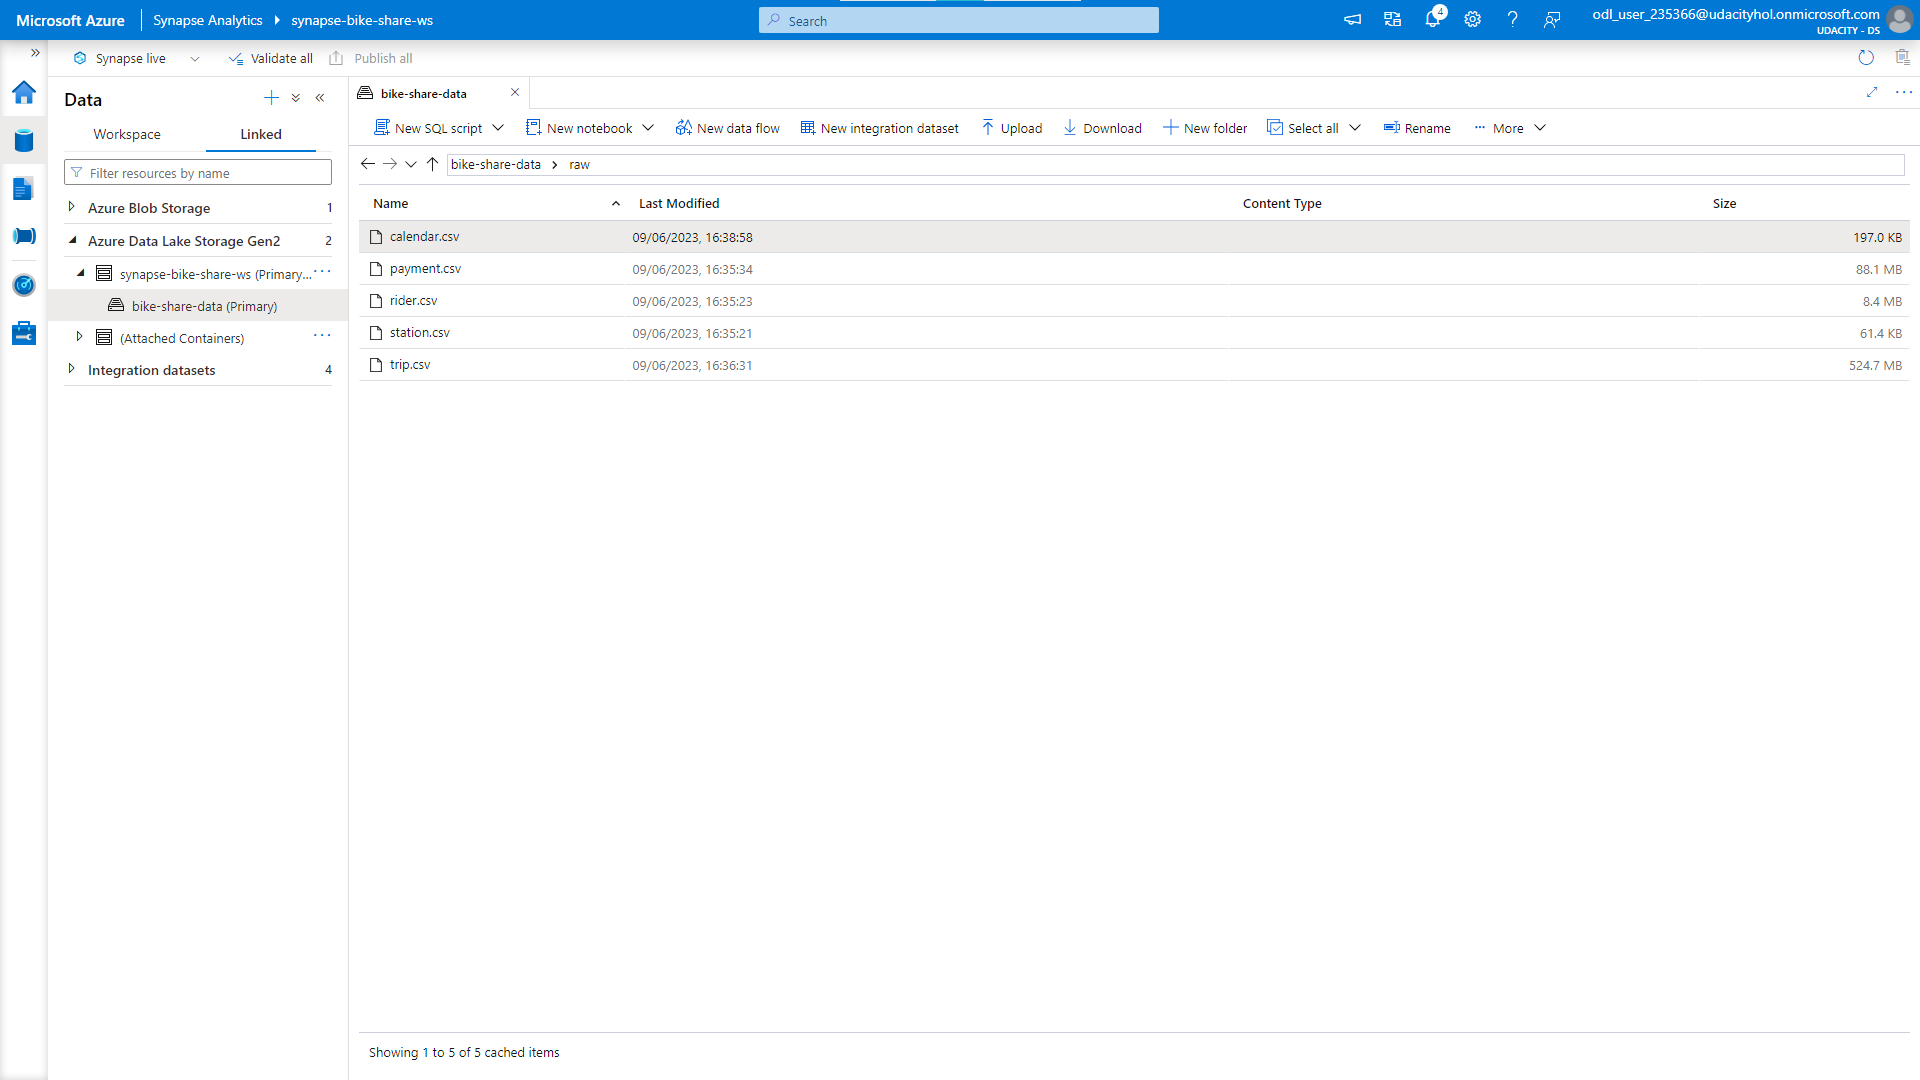 Microsoft Azure Synapse Analytics synapse-bike-share-ws Search 4 odl_user_235366@udacityhol.onmicrosoft.com
UDACITY - DS
Synapse live Validate all Publish all
Data
Workspace Linked
Filter resources by name
Azure Blob Storage 1
Azure Data Lake Storage Gen2 2
synapse-bike-share-ws (Primary...
bike-share-data (Primary)
(Attached Containers)
Integration datasets 4
bike-share-data
New SQL script New notebook New data flow New integration dataset Upload Download New folder Select all Rename More
bike-share-data raw
Name Last Modified Content Type Size
calendar.csv 09/06/2023, 16:38:58 197.0 KB
payment.csv 09/06/2023, 16:35:34 88.1 MB
rider.csv 09/06/2023, 16:35:23 8.4 MB
station.csv 09/06/2023, 16:35:21 61.4 KB
trip.csv 09/06/2023, 16:36:31 524.7 MB
Showing 1 to 5 of 5 cached items